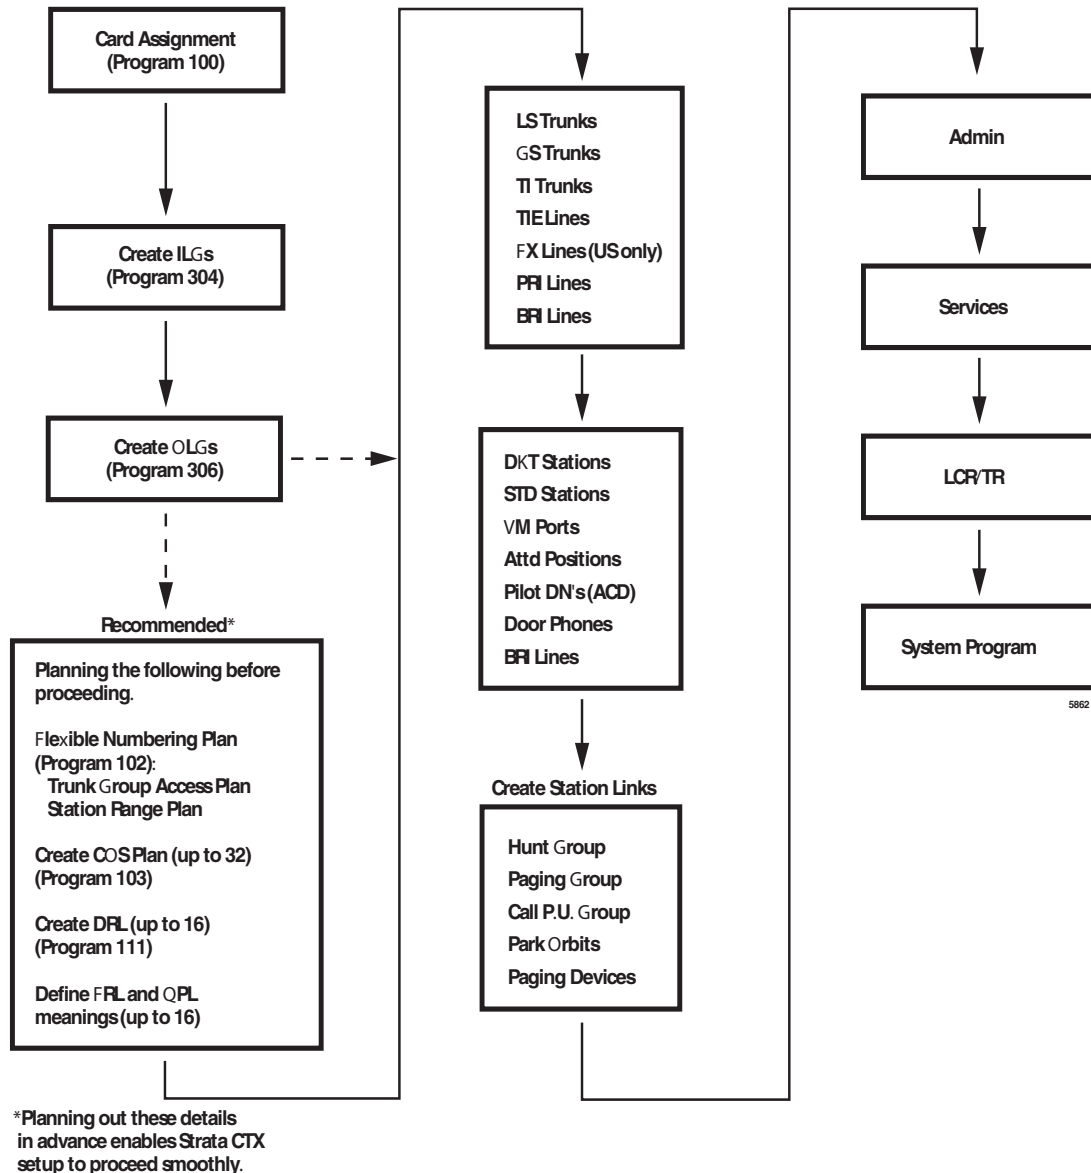 Card Assignment
(Program 100)
Create ILGs
(Program 304)
Create OLGs
(Program 306)
Recommended*
Planning the following before
proceeding.
Flexible Numbering Plan
(Program 102):
Trunk Group Access Plan
Station Range Plan
Create COS Plan (up to 32)
(Program 103)
Create DRL (up to 16)
(Program 111)
Define FRL and QPL
meanings (up to 16)
*Planning out these details
in advance enables Strata CTX
setup to proceed smoothly.
LS Trunks
GS Trunks
TI Trunks
TIE Lines
FX Lines (US only)
PRI Lines
BRI Lines
DKT Stations
STD Stations
VM Ports
Attd Positions
Pilot DN's (ACD)
Door Phones
BRI Lines
Create Station Links
Hunt Group
Paging Group
Call P.U. Group
Park Orbits
Paging Devices
Admin
Services
LCR/TR
System Program
5862